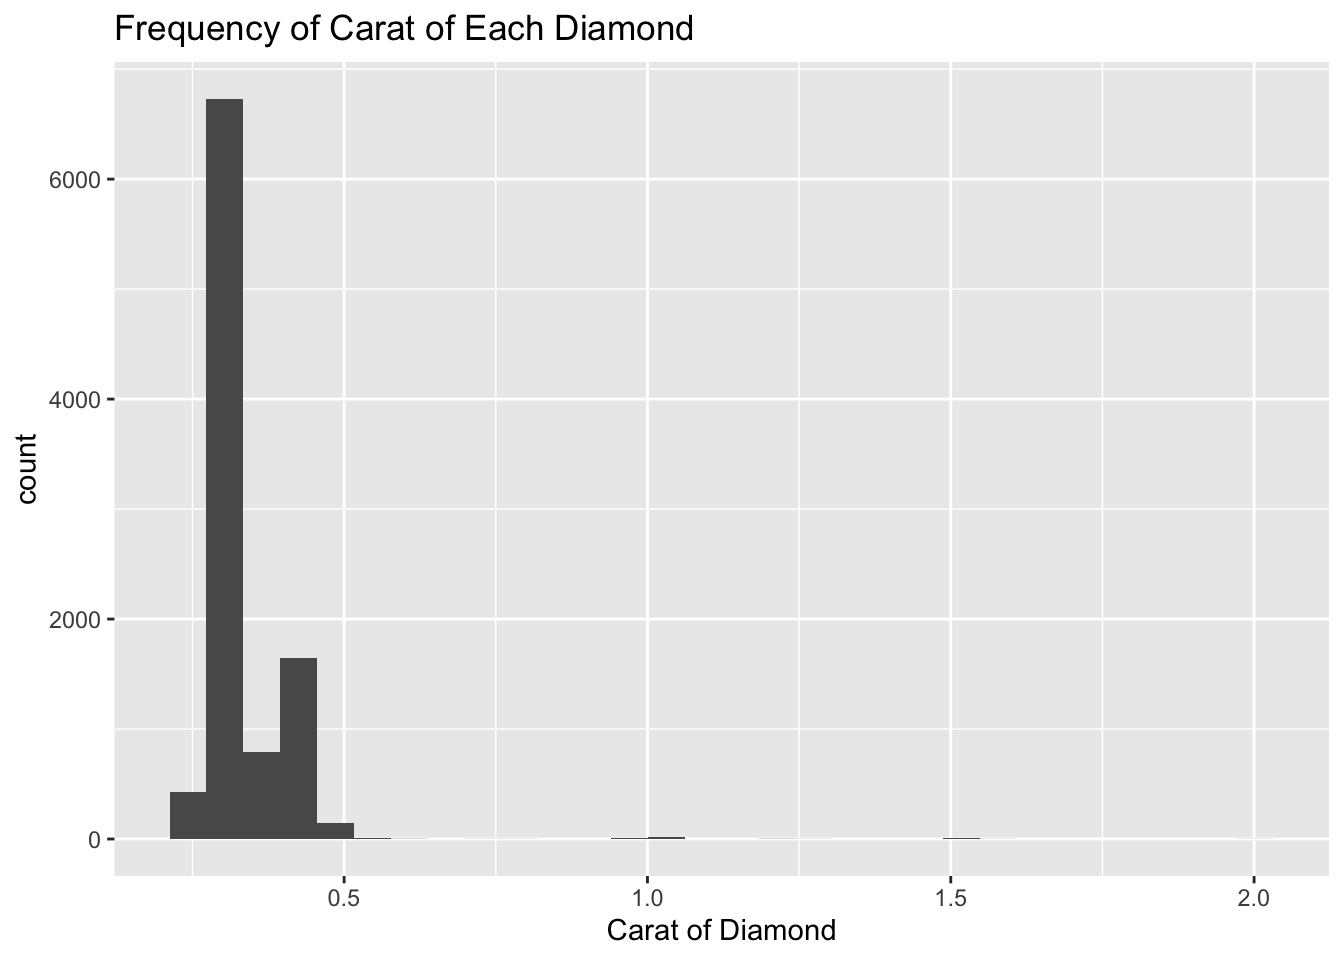 Frequency of Carat of Each Diamond
6000
4000
2000
0
count
0.5 1.0 1.5 2.0
Carat of Diamond